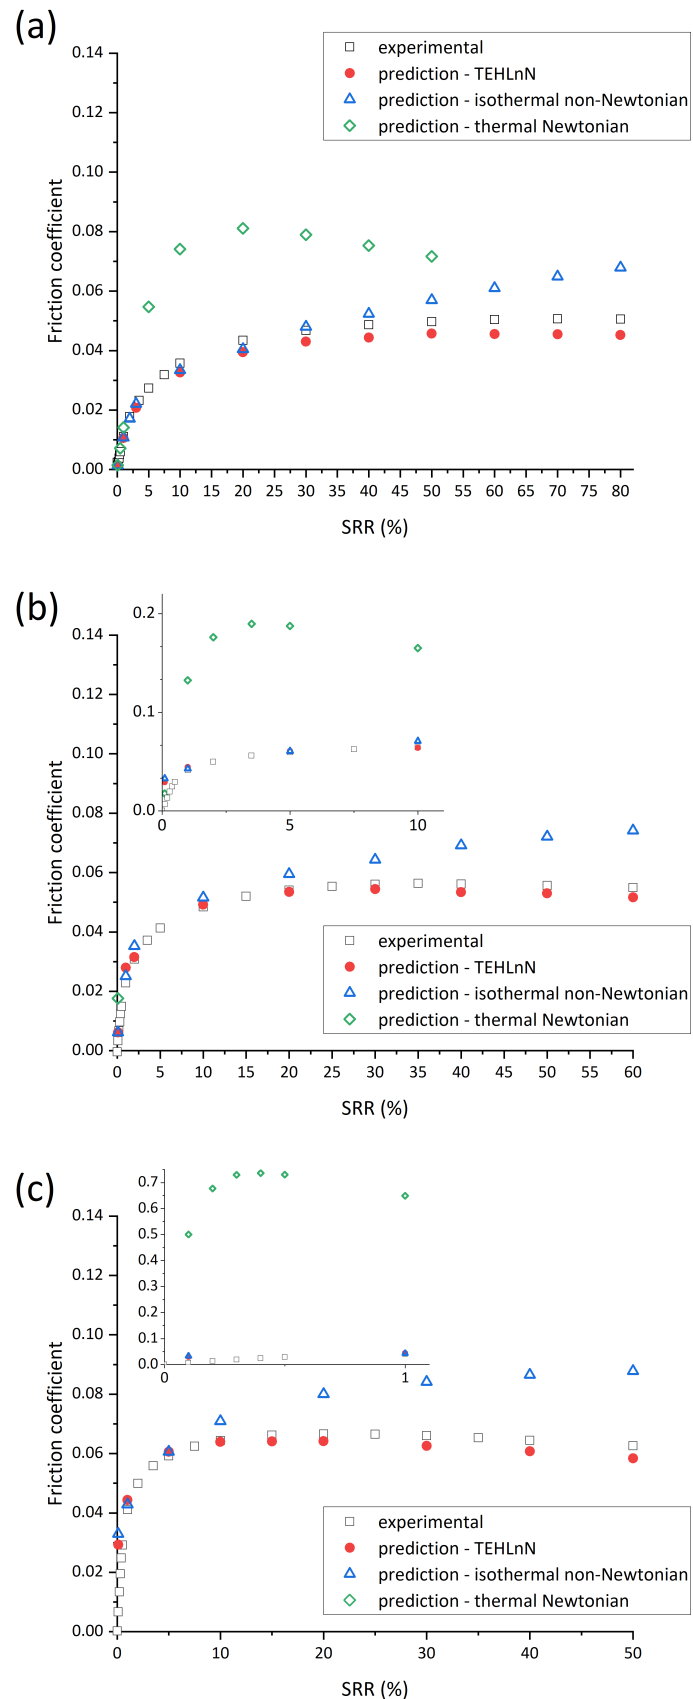 (a)
0.14
0.12
0.10
0.08
0.06
0.04
0.02
0.00
Friction coefficient
experimental
prediction - TEHLnN
prediction - isothermal non-Newtonian
prediction - thermal Newtonian
0 5 10 15 20 25 30 35 40 45 50 55 60 65 70 75 80
SRR (%)
(b)
0.14
0.12
0.10
0.08
0.06
0.04
0.02
0.00
Friction coefficient
0.2
0.1
0.0
0 5 10
experimental
prediction - TEHLnN
prediction - isothermal non-Newtonian
prediction - thermal Newtonian
0 5 10 15 20 25 30 35 40 45 50 55 60
SRR (%)
(c)
0.14
0.12
0.10
0.08
0.06
0.04
0.02
0.00
Friction coefficient
0.7
0.6
0.5
0.4
0.3
0.2
0.1
0.0
0 1
experimental
prediction - TEHLnN
prediction - isothermal non-Newtonian
prediction - thermal Newtonian
0 10 20 30 40 50
SRR (%)